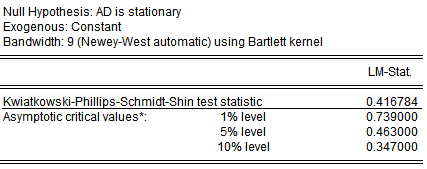 Null Hypothesis: AD is stationary
Exogenous: Constant
Bandwidth: 9 (Newey-West automatic) using Bartlett kernel
LM-Stat.
Kwiatkowski-Phillips-Schmidt-Shin test statistic 0.416784
Asymptotic critical values*: 1% level 0.739000
5% level 0.463000
10% level 0.347000